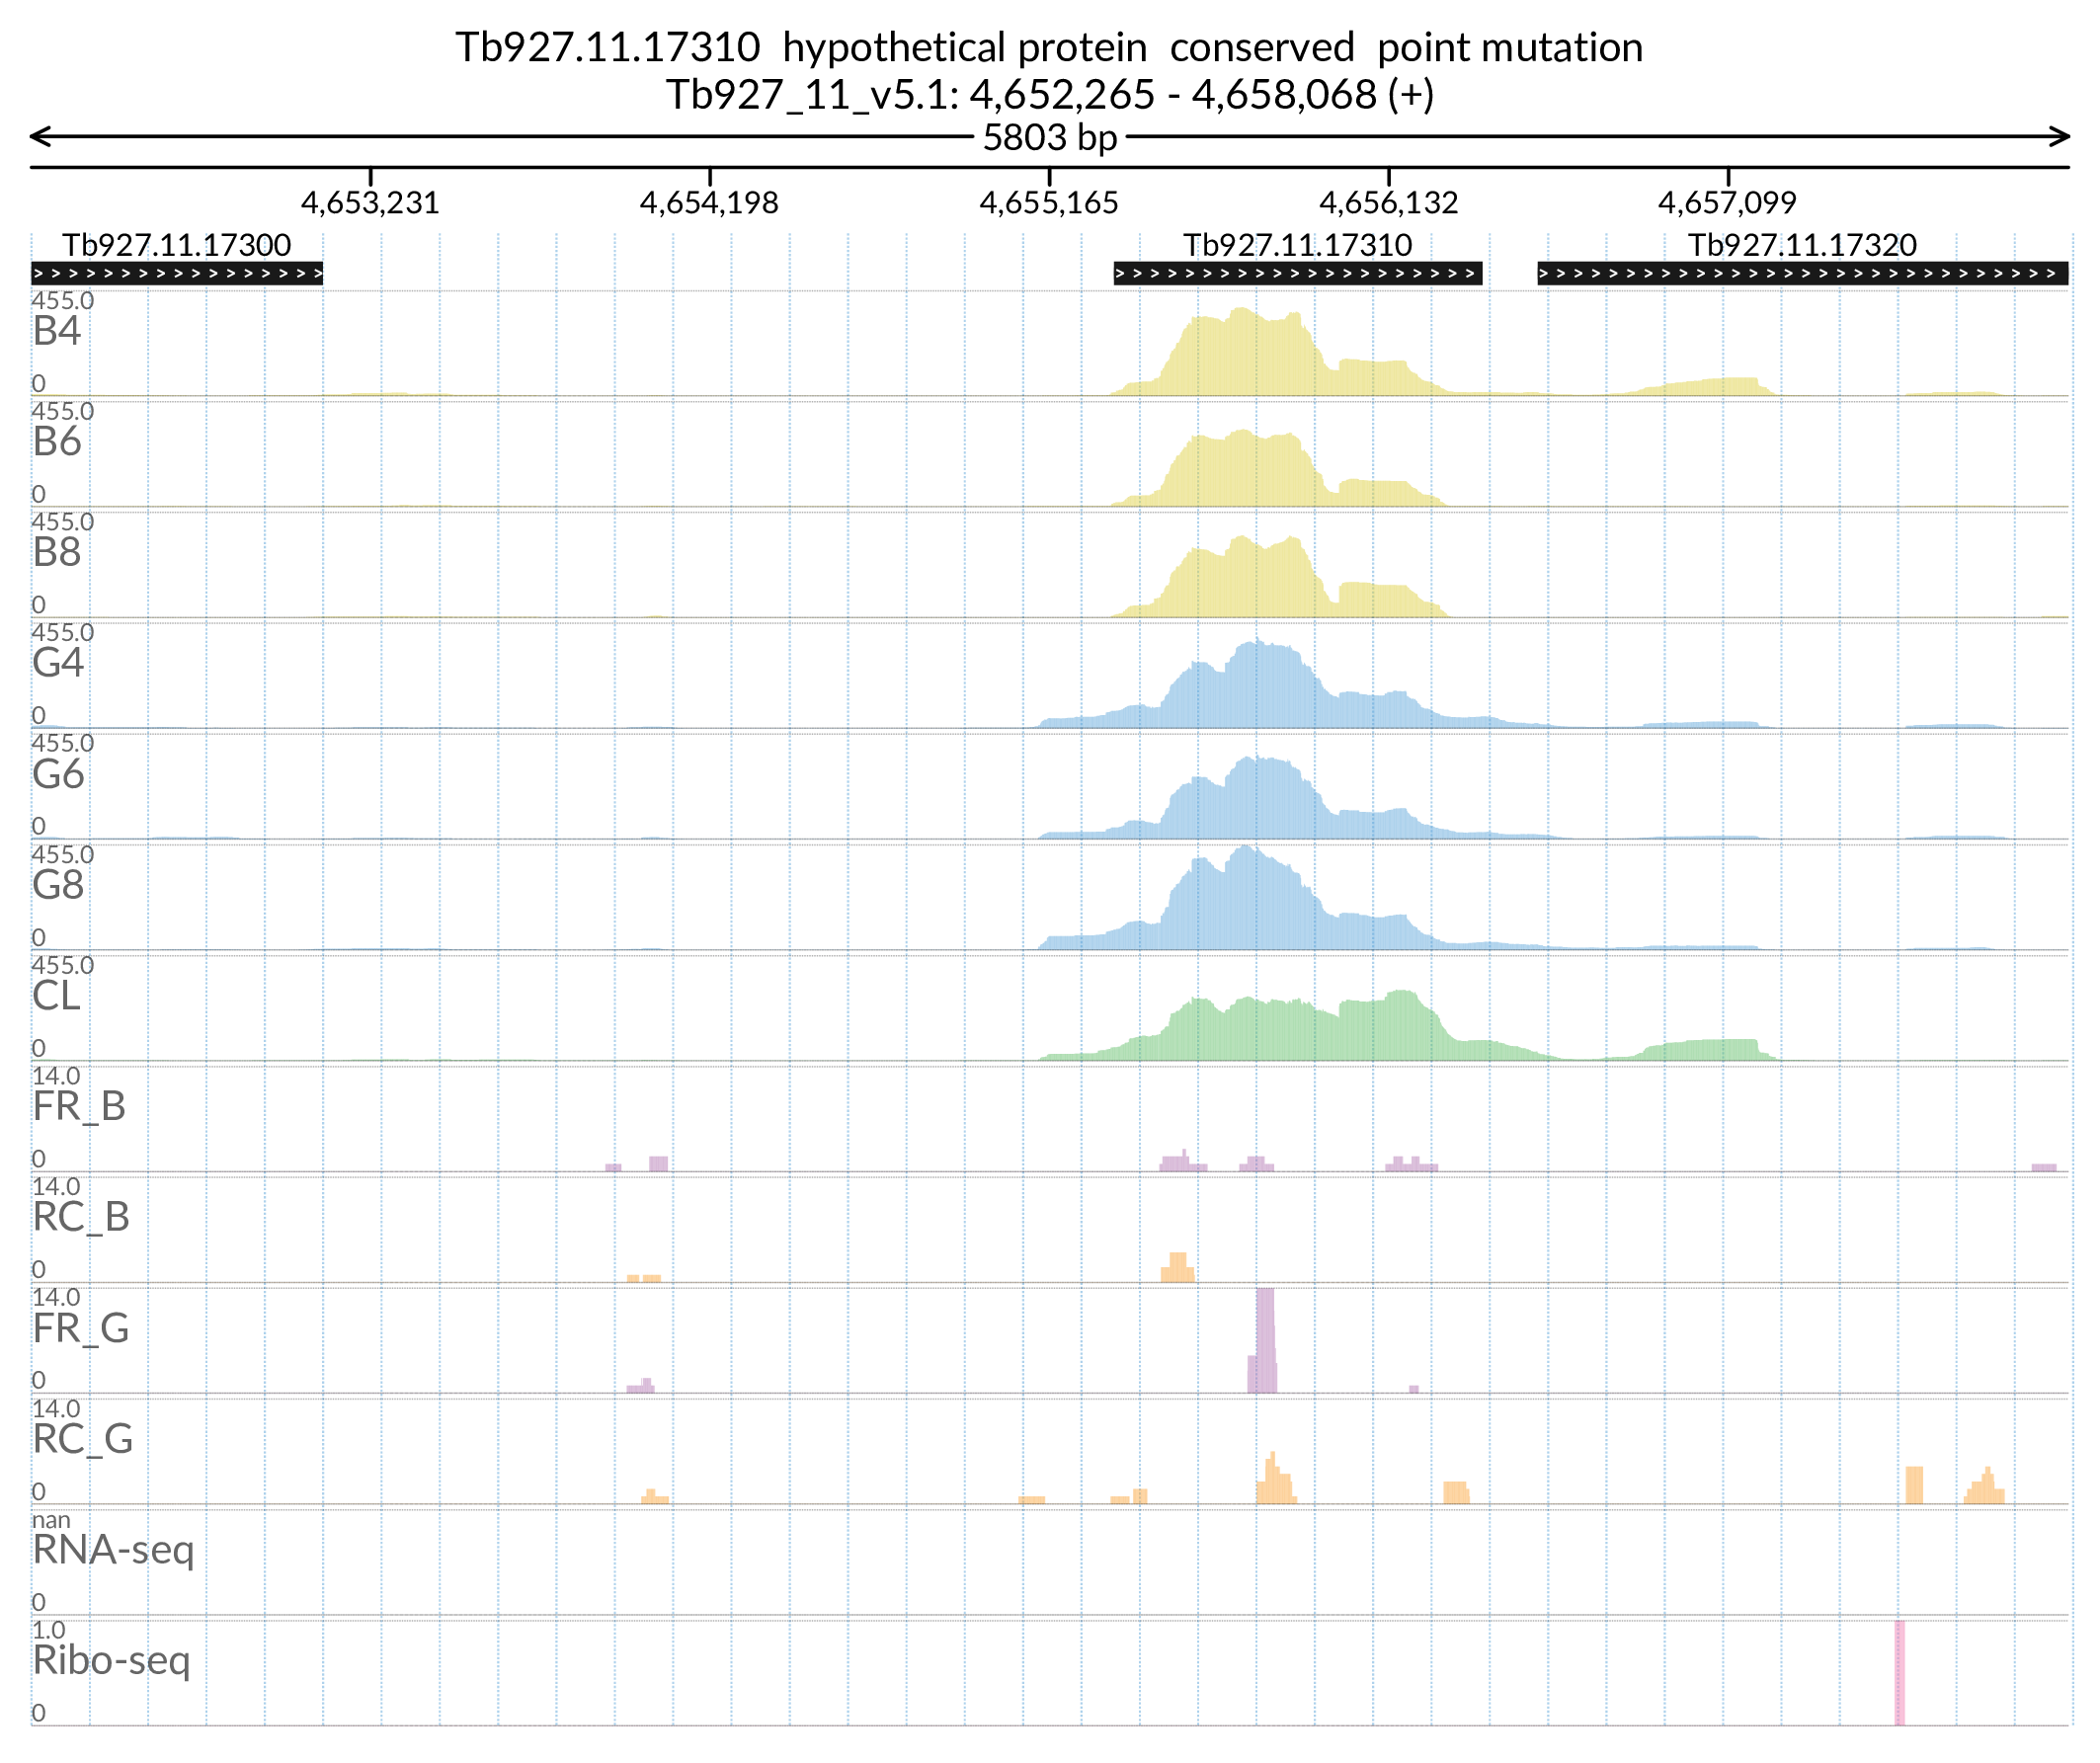 Tb927.11.17310 hypothetical protein conserved point mutation
Tb927_11_v5.1: 4,652,265 - 4,658,068 (+)
5803 bp
4,653,231 4,654,198 4,655,165 4,656,132 4,657,099
Tb927.11.17300 Tb927.11.17310 Tb927.11.17320
455.0
B4
0
455.0
B6
0
455.0
B8
0
455.0
G4
0
455.0
G6
0
455.0
G8
0
455.0
CL
0
14.0
FR_B
0
14.0
RC_B
0
14.0
FR_G
0
14.0
RC_G
0
nan
RNA-seq
0
1.0
Ribo-seq
0